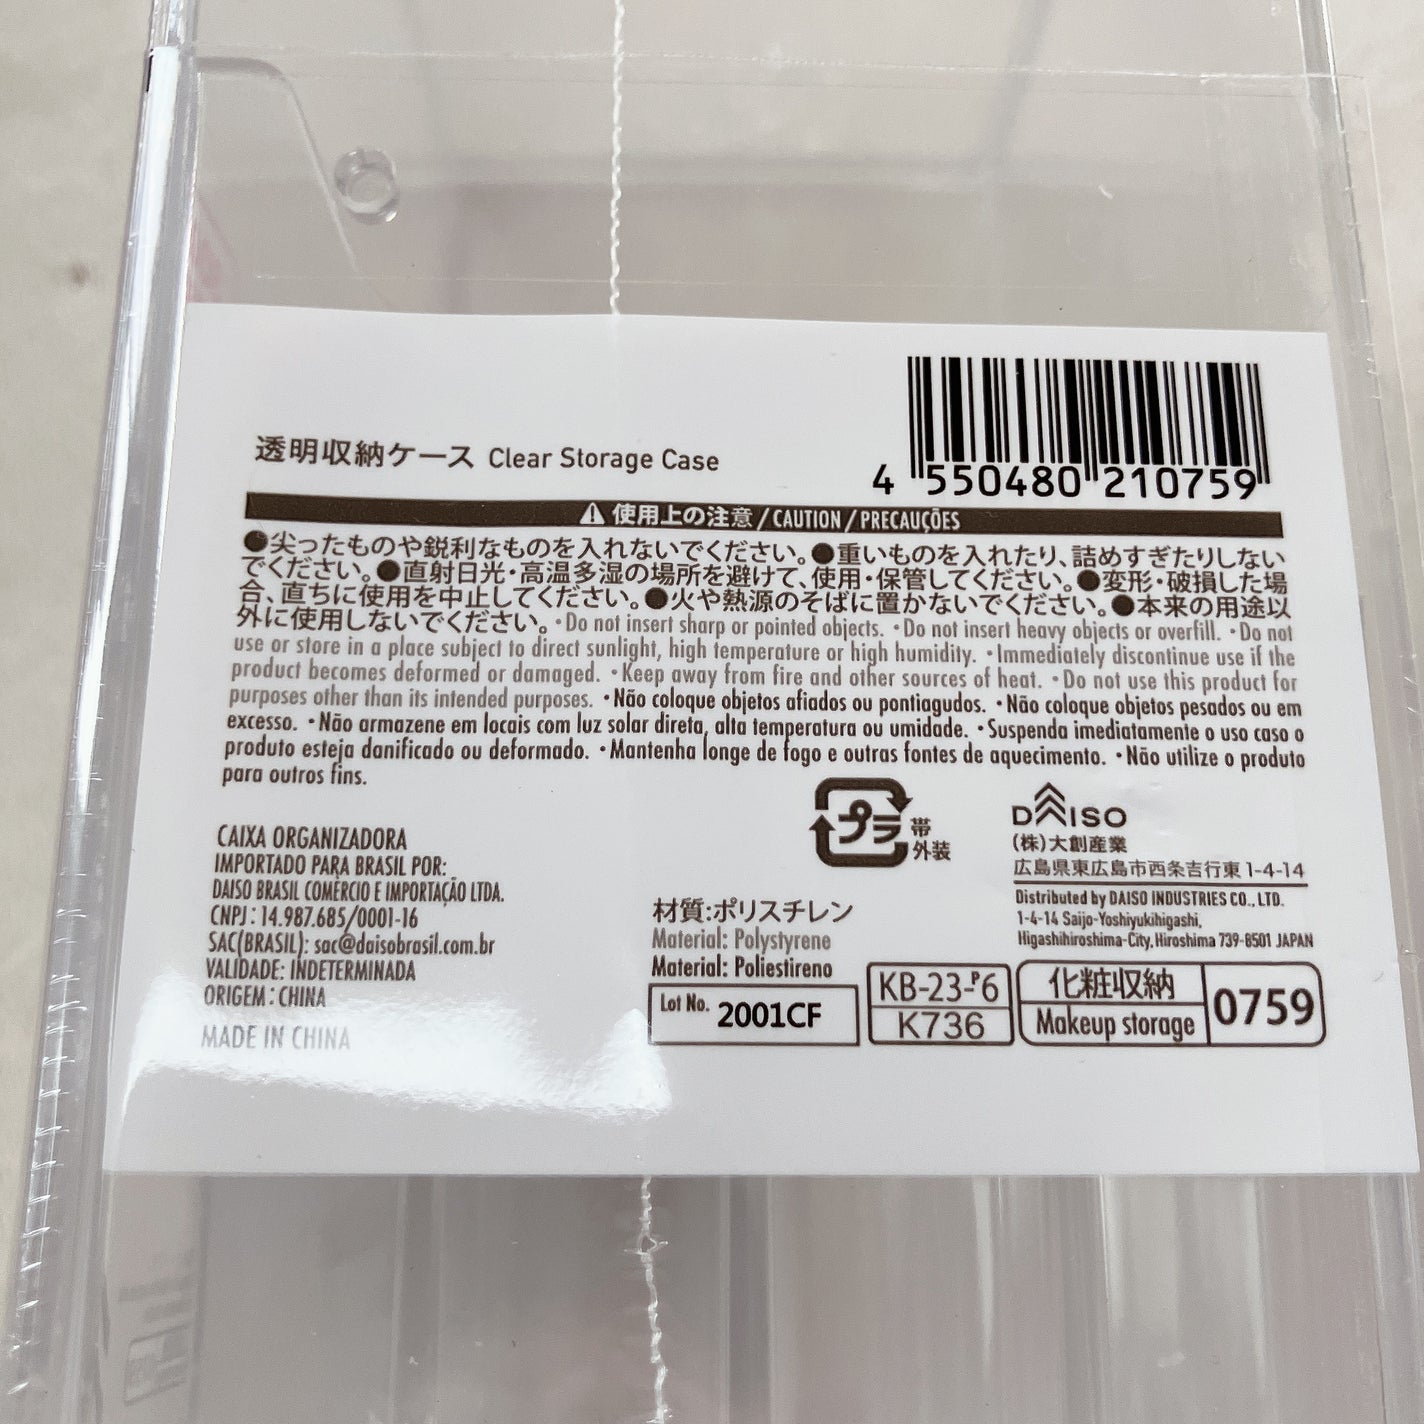 透明収納ケース Clear Storage Case
4 550480 210759
使用上の注意/CAUTION/PRECAUÇÕES
●尖ったものや鋭利なものを入れないでください。●重いものを入れたり、詰めすぎたりしない
でください。●直射日光・高温多湿の場所を避けて、使用・保管してください。●変形・破損した場
合、直ちに使用を中止してください。●火や熱源のそばに置かないでください。●本来の用途以
外に使用しないでください。・Do not insert sharp or pointed objects. ・Do not insert heavy objects or overfill. ・Do not
use or store in a place subject to direct sunlight, high temperature or high humidity. ・Immediately discontinue use if the
product becomes deformed or damaged. ・Keep away from fire and other sources of heat. ・Do not use this product for
purposes other than its intended purposes. ・Não coloque objetos afiados ou pontiagudos. ・Não coloque objetos pesados ou em
excesso. ・Não armazene em locais com luz solar direta, alta temperatura ou umidade. ・Suspenda imediatamente o uso caso o
produto esteja danificado ou deformado. ・Mantenha longe de fogo e outras fontes de aquecimento. ・Não utilize o produto
para outros fins.
CAIXA ORGANIZADORA
IMPORTADO PARA BRASIL POR:
DAISO BRASIL COMÉRCIO E IMPORTAÇÃO LTDA.
CNPJ: 14.987.685/0001-16
SAC(BRASIL): sac@daisobrasil.com.br
VALIDADE: INDETERMINADA
ORIGEM: CHINA
MADE IN CHINA
プラ 帯
外装
材質:ポリスチレン
Material: Polystyrene
Material: Poliestireno
Lot No. 2001CF
DAISO
(株)大創産業
広島県東広島市西条吉行東1-4-14
Distributed by DAISO INDUSTRIES CO., LTD.
1-4-14 Saijo-Yoshiyukihigashi,
Higashihiroshima-City, Hiroshima 739-8501 JAPAN
KB-23-P6
K736
化粧収納
Makeup storage
0759